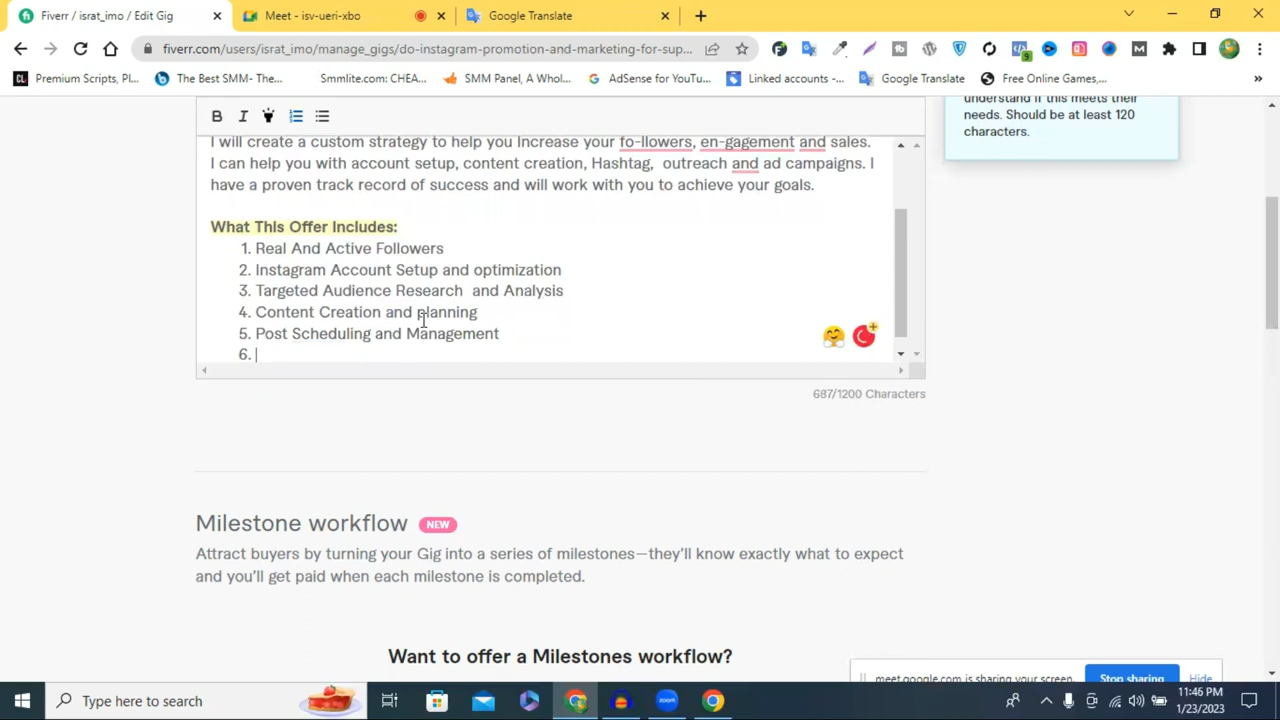 Fiverr / israt_imo / Edit Gig
Meet - isv-ueri-xbo
Google Translate
fiverr.com/users/israt_imo/manage_gigs/do-instagram-promotion-and-marketing-for-sup...
Premium Scripts, Pl...
The Best SMM- The...
Smmlite.com: CHEA...
SMM Panel, A Whol...
AdSense for YouTu...
Linked accounts -...
Google Translate
Free Online Games,...
understand if this meets their
needs. Should be at least 120
characters.
I will create a custom strategy to help you Increase your fo-llowers, en-gagement and sales.
I can help you with account setup, content creation, Hashtag, outreach and ad campaigns. I
have a proven track record of success and will work with you to achieve your goals.
What This Offer Includes:
1. Real And Active Followers
2. Instagram Account Setup and optimization
3. Targeted Audience Research and Analysis
4. Content Creation and planning
5. Post Scheduling and Management
6.
687/1200 Characters
Milestone workflow NEW
Attract buyers by turning your Gig into a series of milestones—they'll know exactly what to expect
and you'll get paid when each milestone is completed.
Want to offer a Milestones workflow?
meet.google.com is sharing your screen.
Stop sharing
Hide
Type here to search
zoom
11:46 PM
1/23/2023